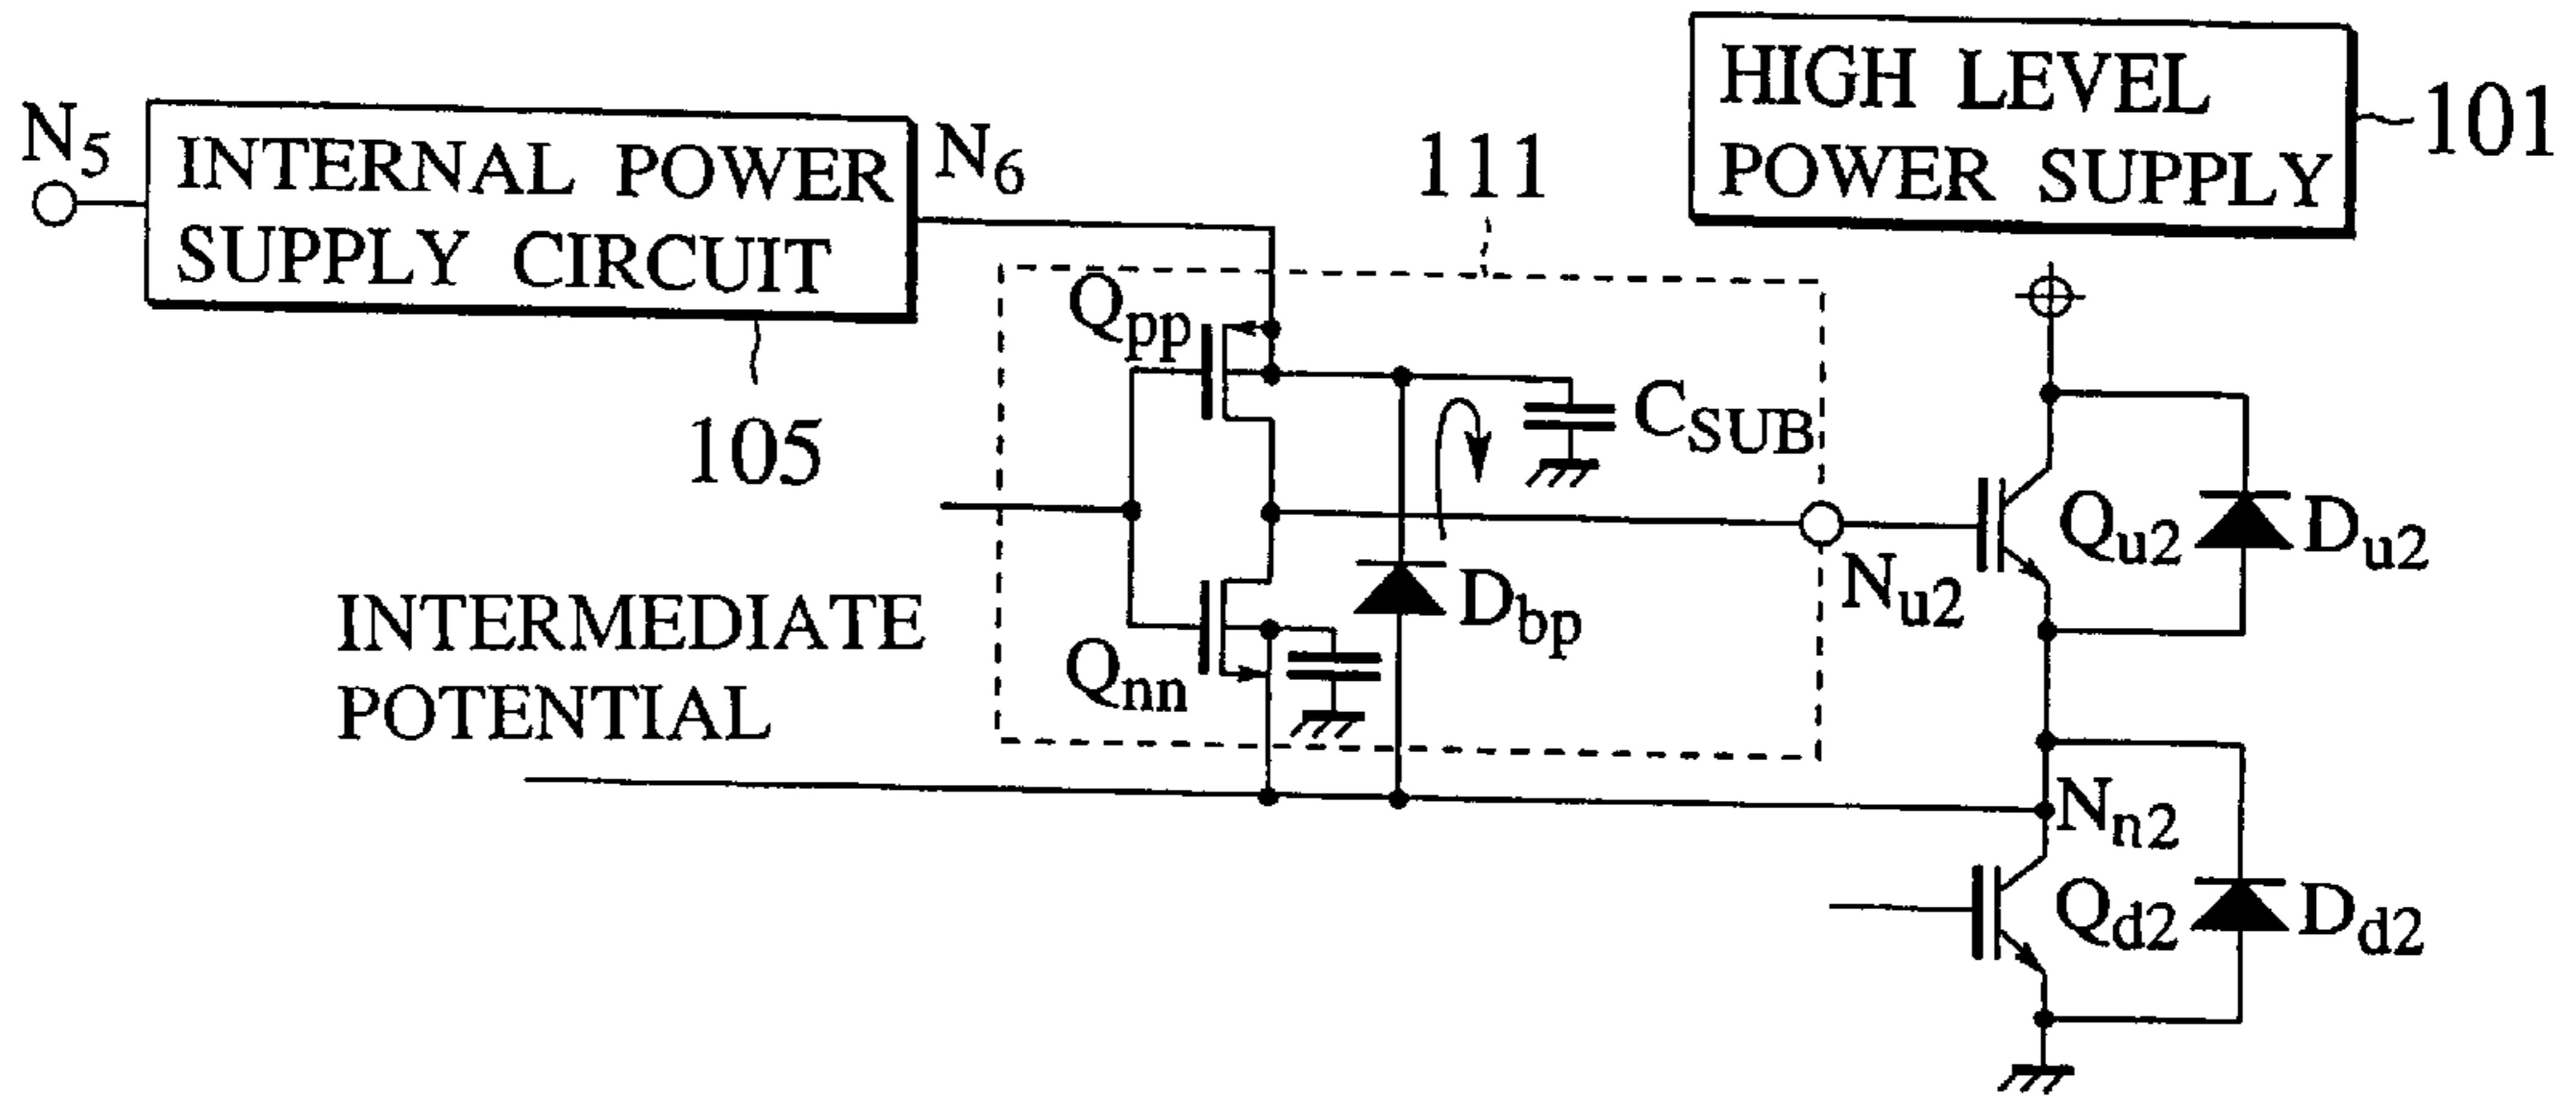 HIGH LEVEL
POWER SUPPLY
101
N5
INTERNAL POWER
SUPPLY CIRCUIT
N6
105
111
Qpp
CSUB
Qu2
Du2
Nu2
Dbp
Qnn
INTERMEDIATE
POTENTIAL
Nn2
Qd2
Dd2